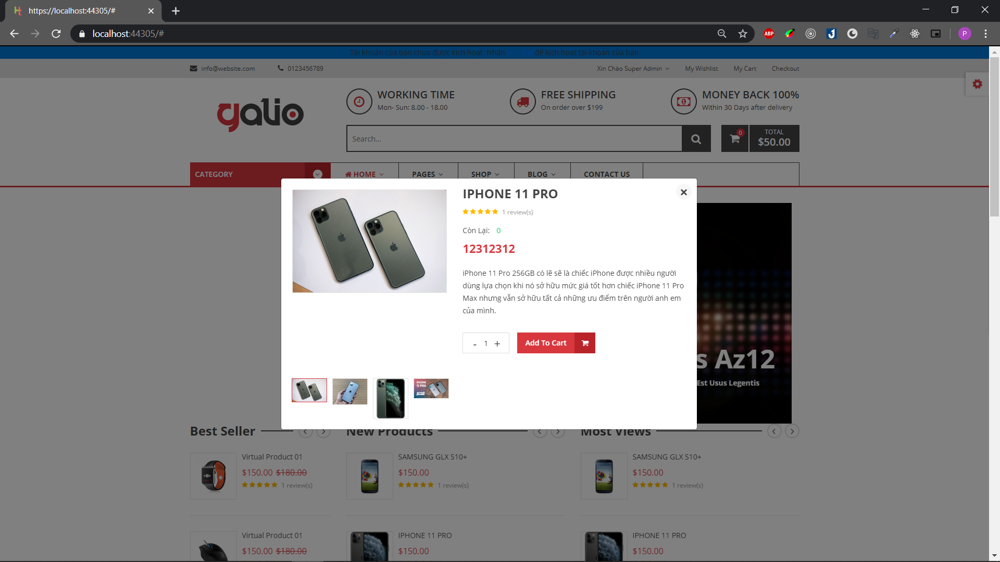 https://localhost:44305/#
localhost:44305/#
ABP
P
Tài khoản của bạn chưa được kích hoạt. Nhấn
để kích hoạt tài khoản của bạn
info@website.com
0123456789
Xin Chào Super Admin
My Wishlist
My Cart
Checkout
galio
WORKING TIME
Mon- Sun: 8.00 - 18.00
FREE SHIPPING
On order over $199
MONEY BACK 100%
Within 30 Days after delivery
Search...
0
TOTAL
$50.00
CATEGORY
HOME
PAGES
SHOP
BLOG
CONTACT US
IPHONE 11 PRO
1 review(s)
Còn Lại: 0
12312312
iPhone 11 Pro 256GB có lẽ sẽ là chiếc iPhone được nhiều người
dùng lựa chọn khi nó sở hữu mức giá tốt hơn chiếc iPhone 11 Pro
Max nhưng vẫn sở hữu tất cả những ưu điểm trên người anh em
của mình.
- 1 +
Add To Cart
IPHONE
11 PRO
s Az12
Est Usus Legentis
Best Seller
New Products
Most Views
Virtual Product 01
$150.00 $180.00
1 review(s)
SAMSUNG GLX S10+
$150.00
1 review(s)
SAMSUNG GLX S10+
$150.00
1 review(s)
Virtual Product 01
$150.00 $180.00
IPHONE 11 PRO
$150.00
IPHONE 11 PRO
$150.00